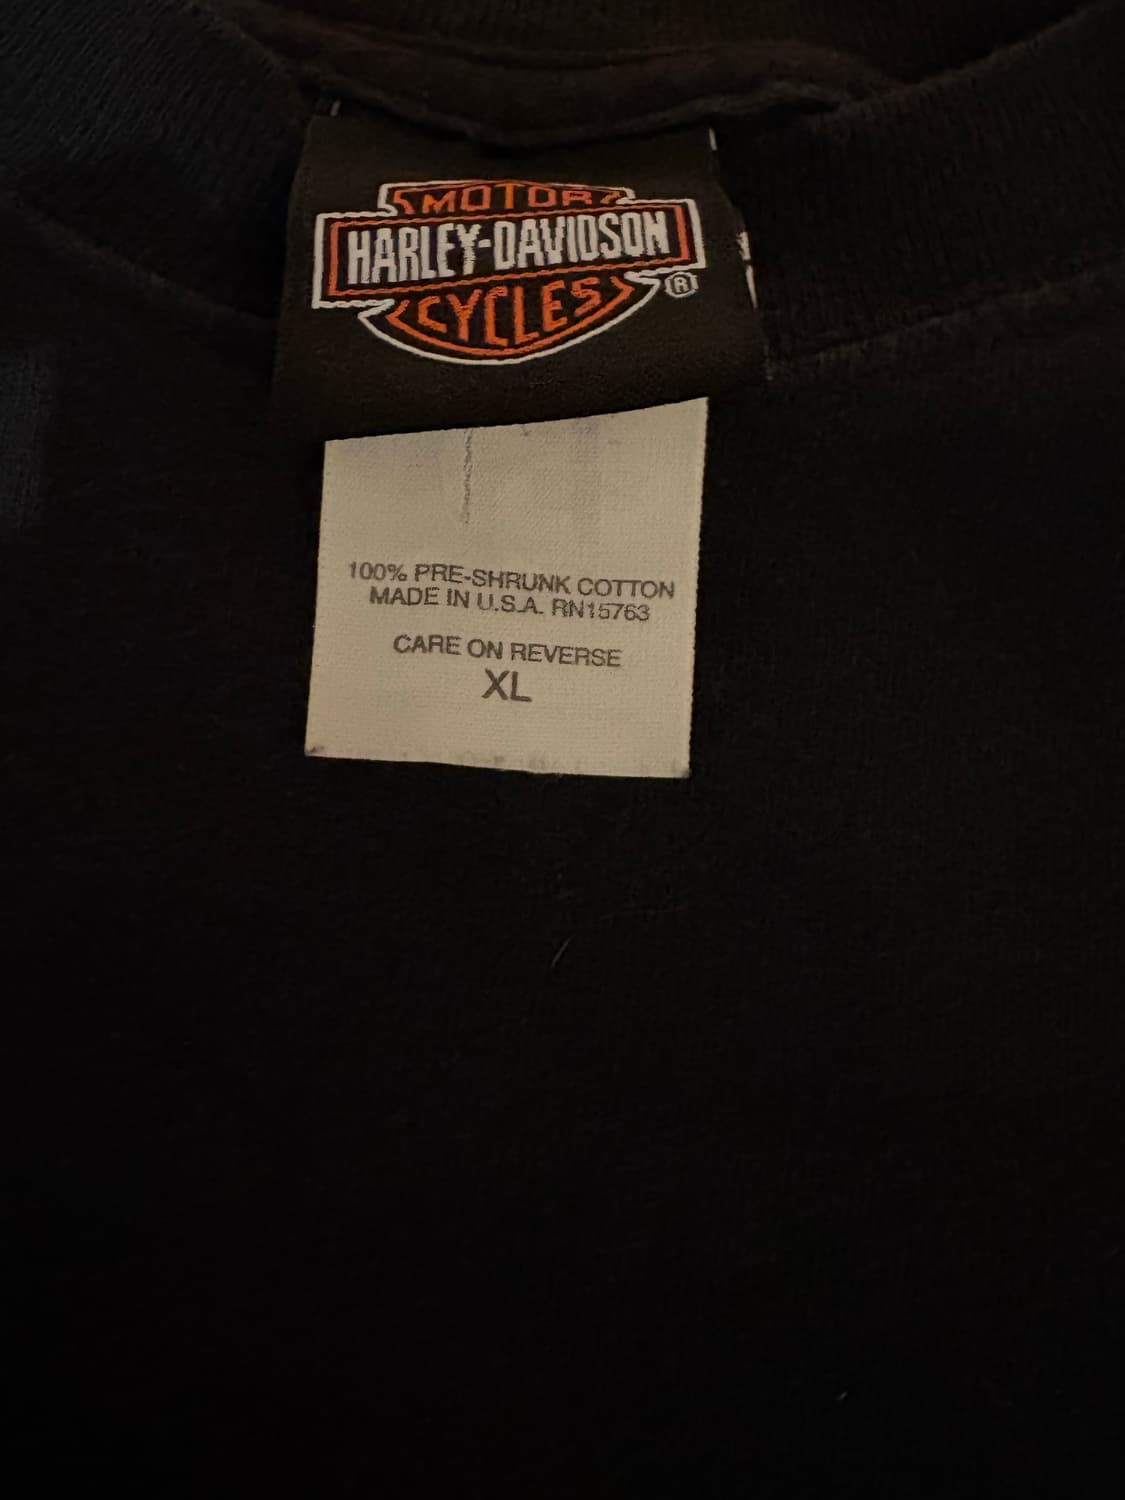 MOTOR
HARLEY-DAVIDSON
CYCLES
®
100% PRE-SHRUNK COTTON
MADE IN U.S.A. RN15763
CARE ON REVERSE
XL